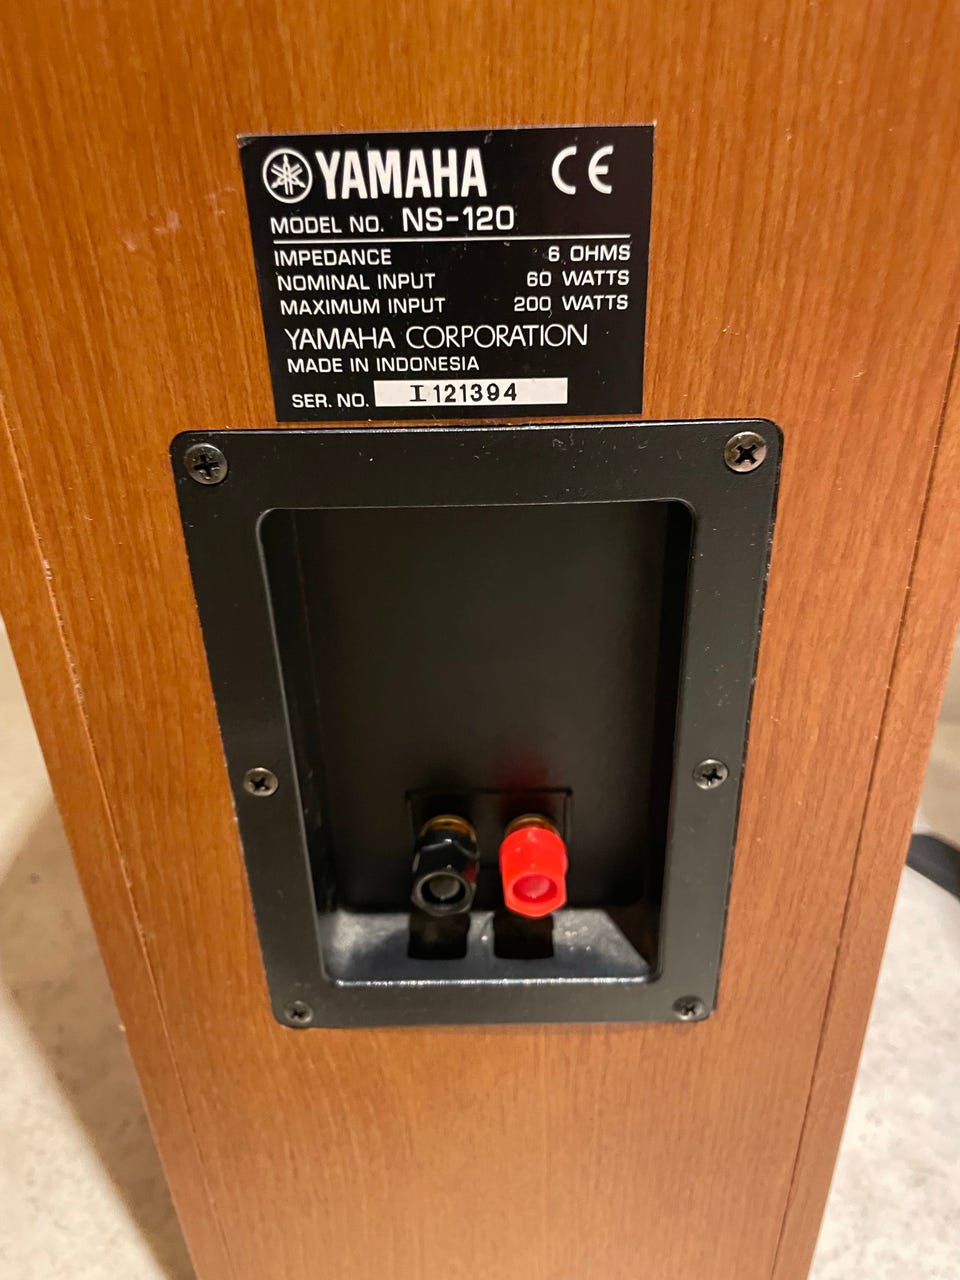 YAMAHA CE
MODEL NO. NS-120
IMPEDANCE 6 OHMS
NOMINAL INPUT 60 WATTS
MAXIMUM INPUT 200 WATTS
YAMAHA CORPORATION
MADE IN INDONESIA
SER. NO. I 121394